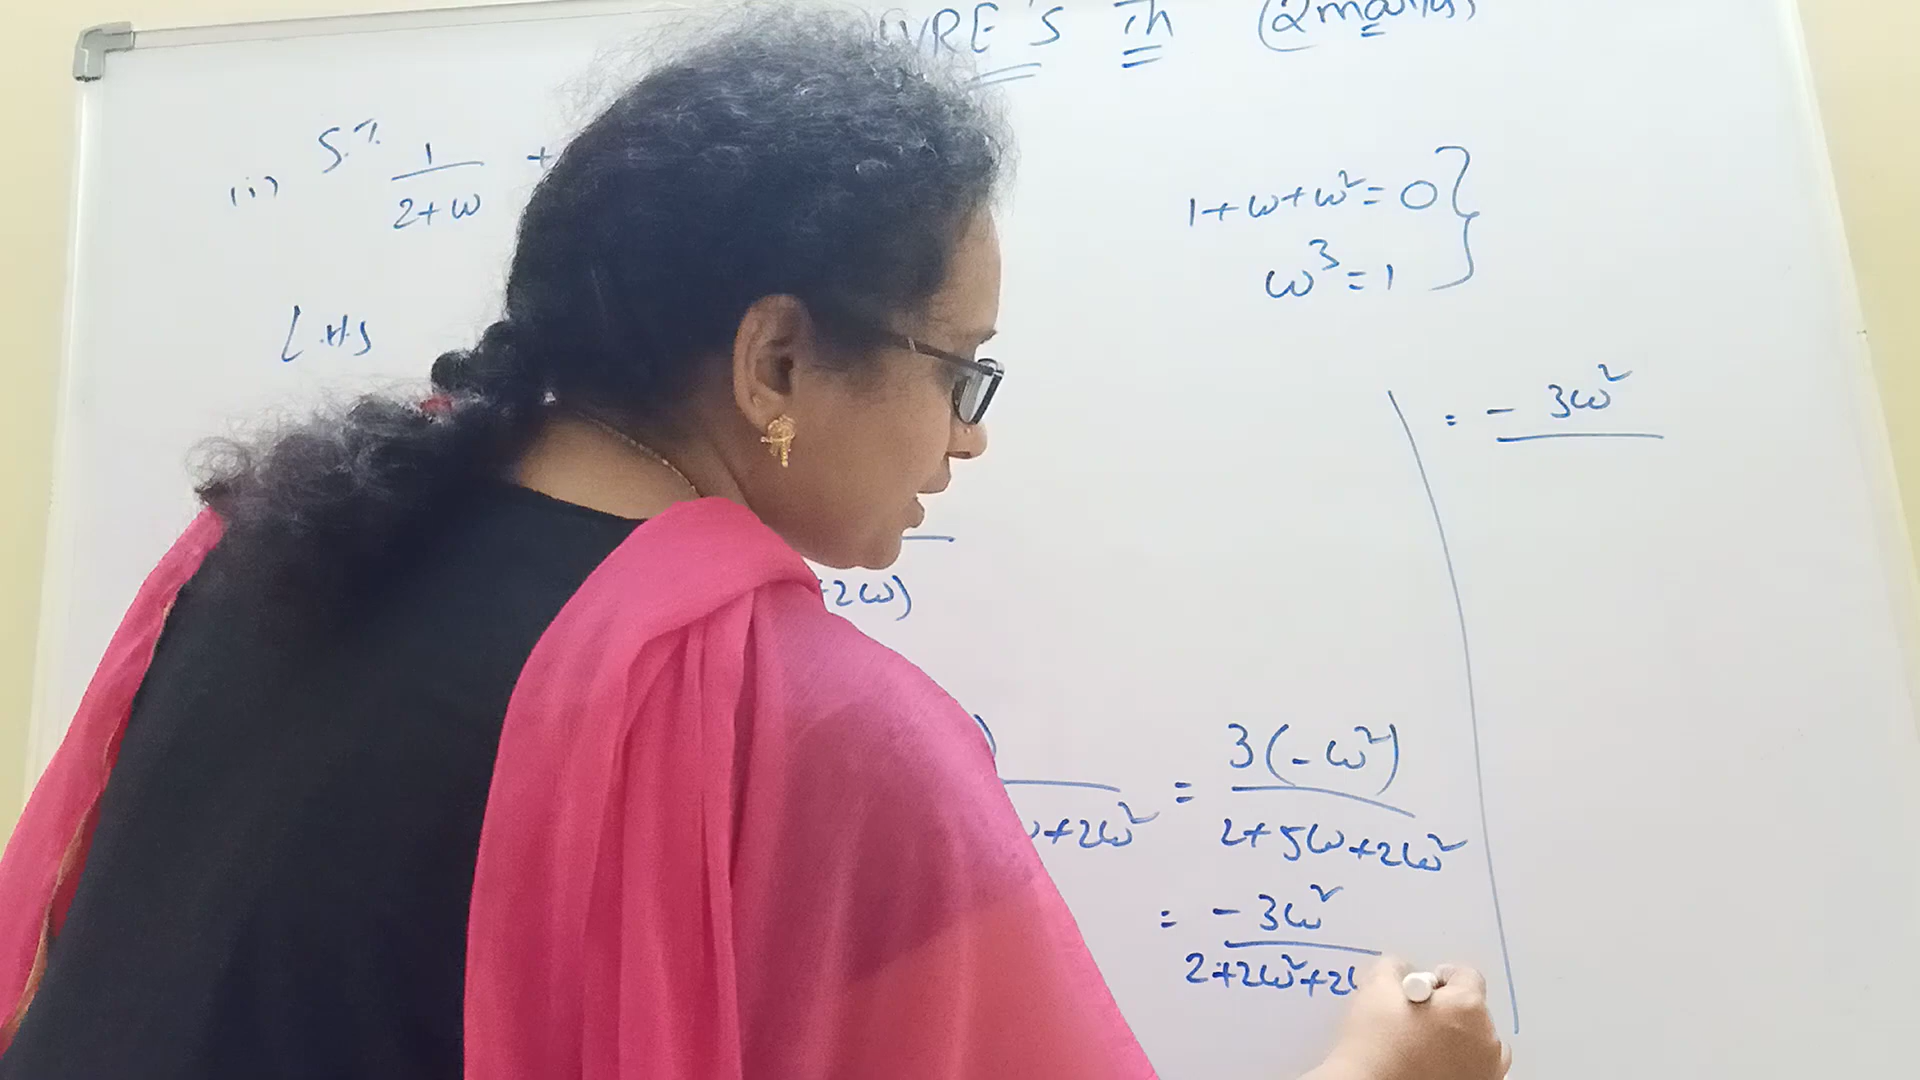 VRE'S Th (2marks)
(ii) S.T. 1/(2+ω) +
1+ω+ω²=0}
ω³=1
L.H.S
= - 3ω²
+2ω)
)
+2ω² = 3(-ω²)/(2+5ω+2ω²)
= - 3ω²/(2+2ω²+2